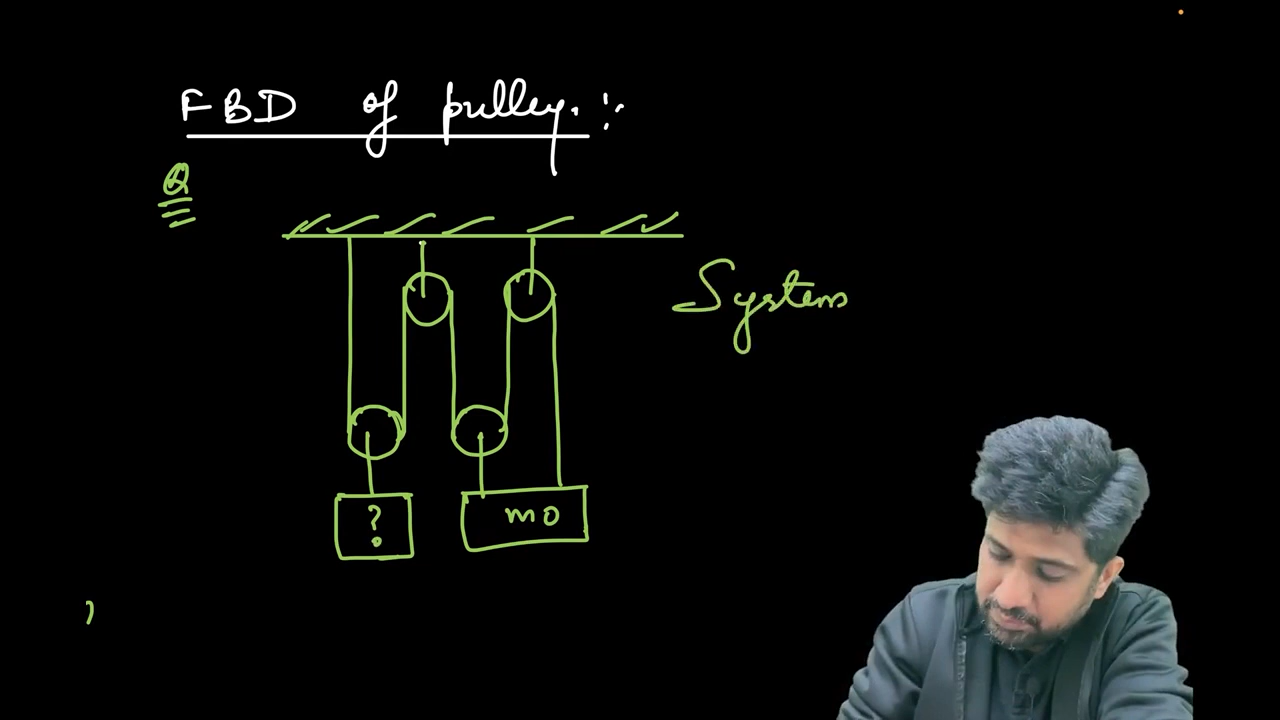 FBD of pulley. :-
Q
System
?
mo
)